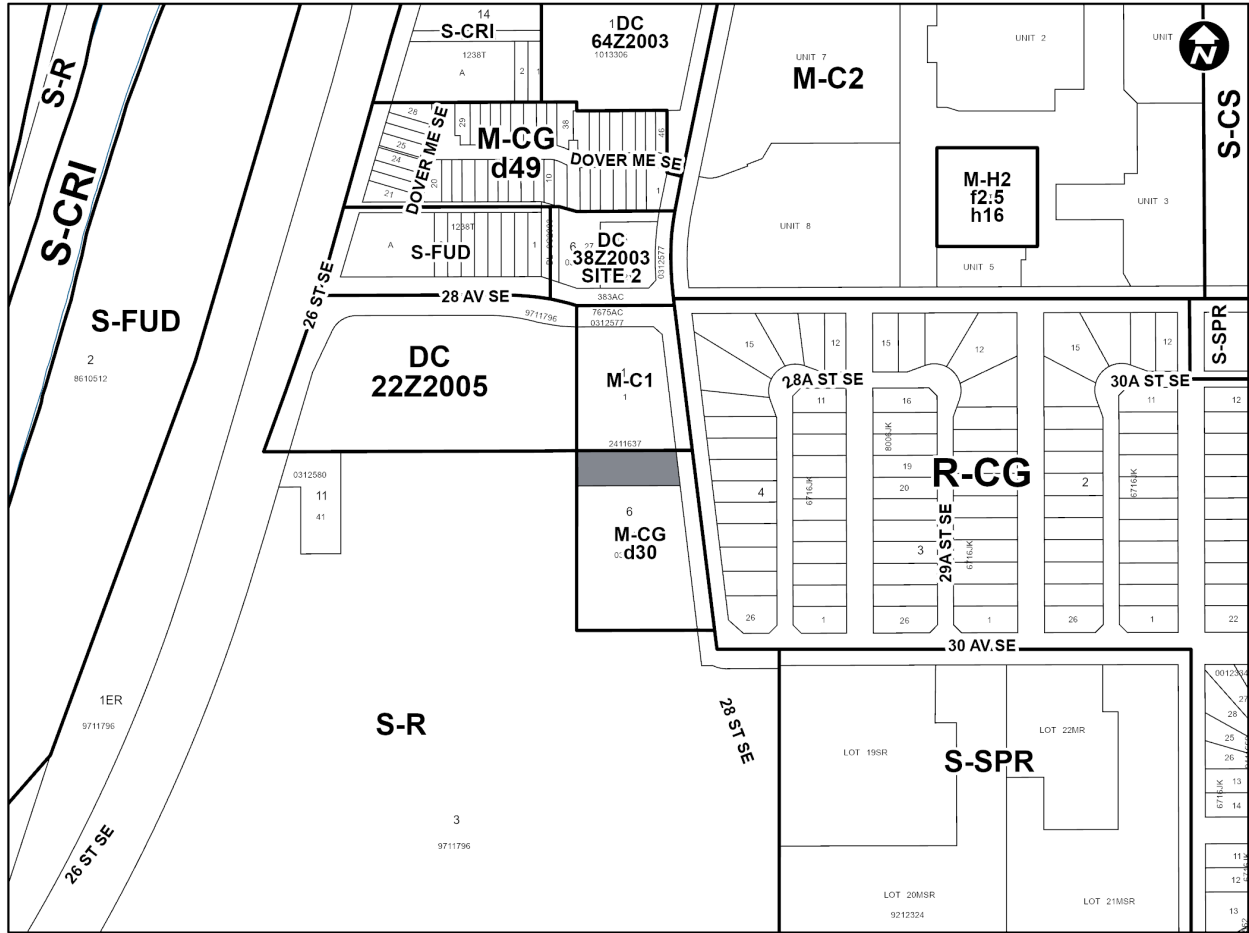 14
S-CRI
1238T
A
2
1
1
DC
64Z2003
1013306
UNIT 7
M-C2
UNIT 2
UNIT
N
S-R
S-CRI
S-CS
28
29
38
46
M-CG
d49
DOVER ME SE
DOVER ME SE
25
24
21
20
10
1
M-H2
f2.5
h16
UNIT 3
UNIT 8
UNIT 5
A
1238T
S-FUD
1
6
27
DC
38Z2003
SITE 2
0312577
383AC
26 ST SE
28 AV SE
9711796
7675AC
0312577
S-FUD
2
8610512
DC
22Z2005
M-C1
1
1
2411637
15
12
15
12
15
12
S-SPR
28A ST SE
30A ST SE
11
16
11
12
8006JK
19
20
R-CG
4
6716JK
2
6716JK
29A ST SE
3
6716JK
26
1
26
1
26
1
22
0312580
11
41
6
M-CG
d30
30 AV SE
1ER
9711796
S-R
28 ST SE
LOT 19SR
LOT 22MR
S-SPR
0012334
27
28
25
26
13
6716JK
14
3
9711796
26 ST SE
11
12
13
LOT 20MSR
9212324
LOT 21MSR